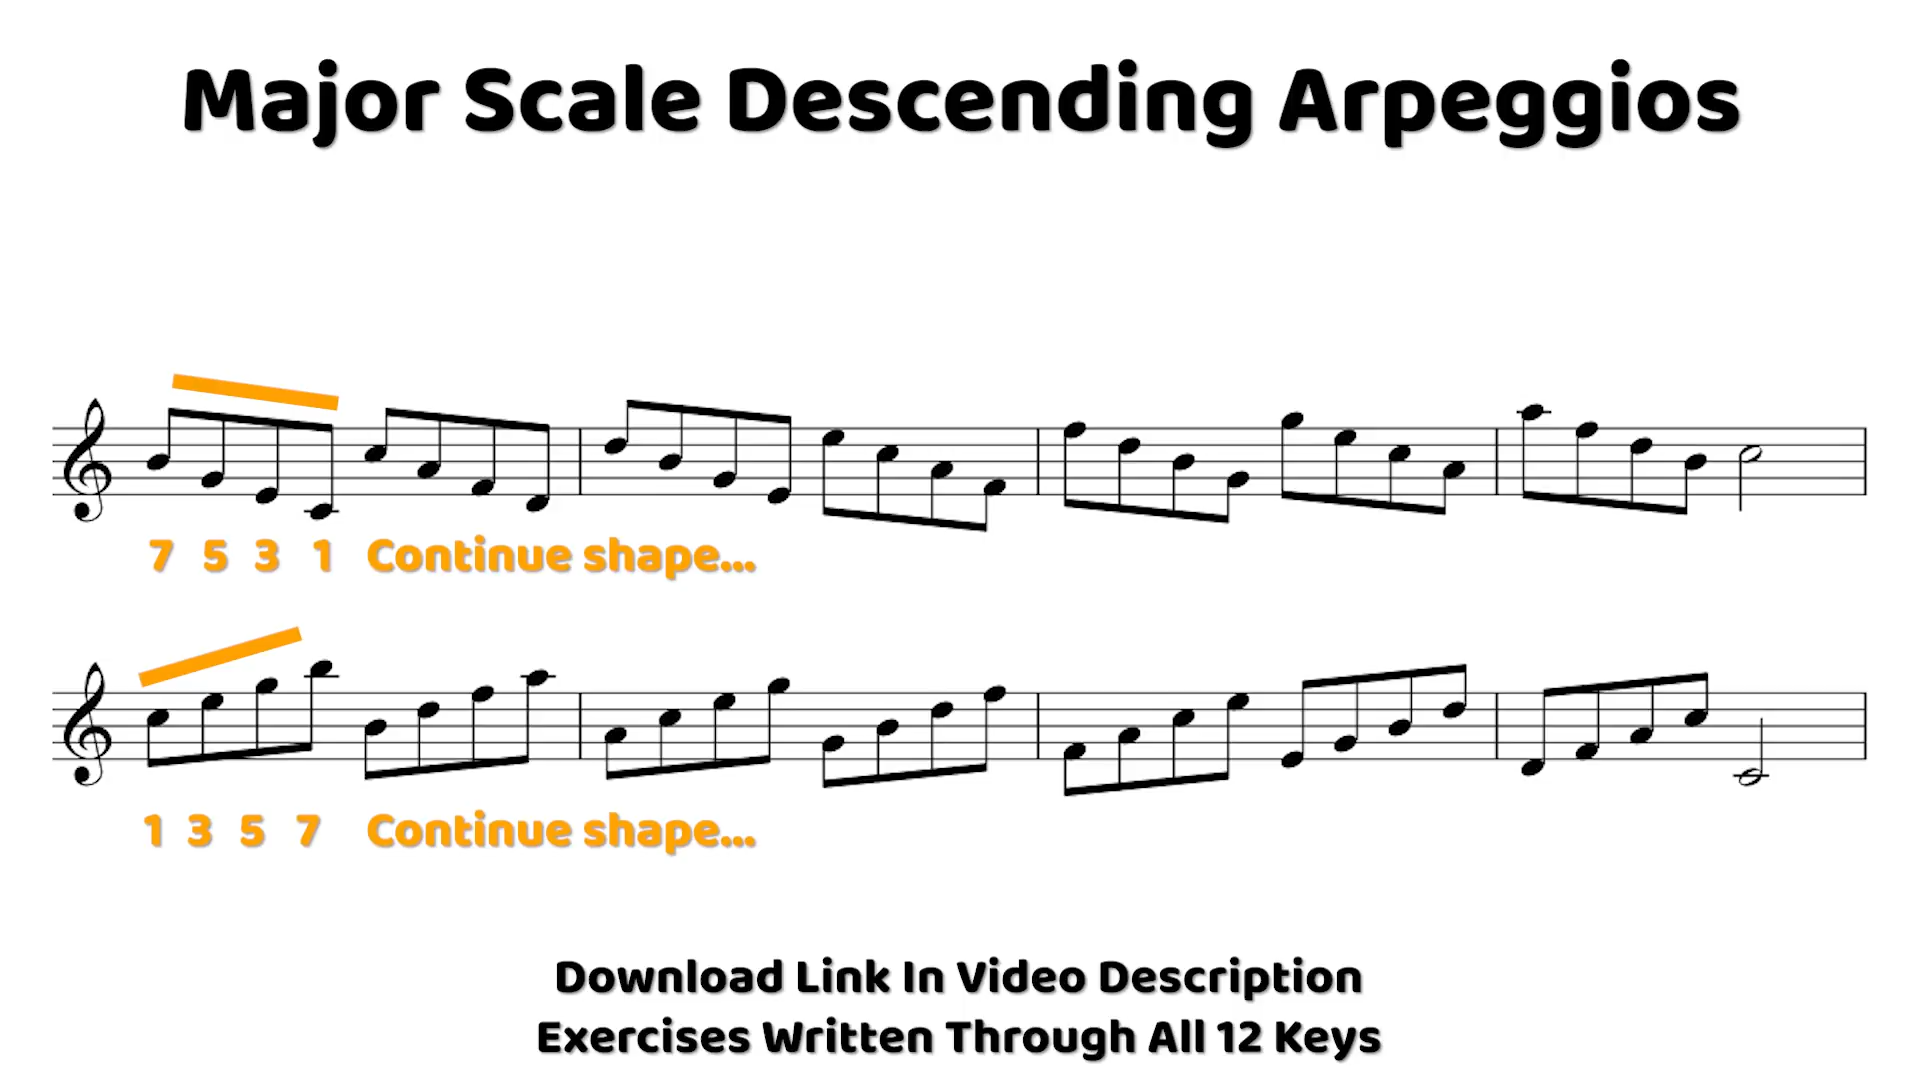 Major Scale Descending Arpeggios
7 5 3 1 Continue shape...
1 3 5 7 Continue shape...
Download Link In Video Description
Exercises Written Through All 12 Keys